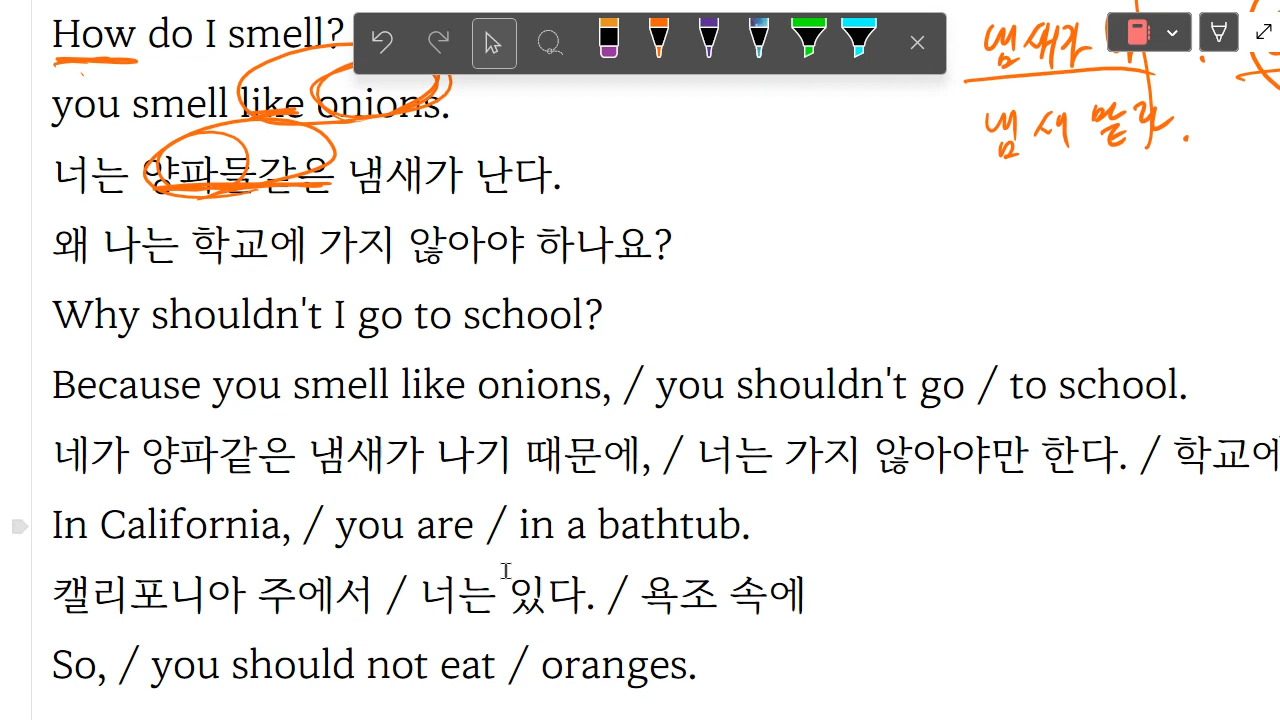 How do I smell?
you smell like onions.
너는 양파들같은 냄새가 난다.
왜 나는 학교에 가지 않아야 하나요?
Why shouldn't I go to school?
Because you smell like onions, / you shouldn't go / to school.
네가 양파같은 냄새가 나기 때문에, / 너는 가지 않아야만 한다. / 학교에
In California, / you are / in a bathtub.
캘리포니아 주에서 / 너는 있다. / 욕조 속에
So, / you should not eat / oranges.
냄새가
냄새 맡다.